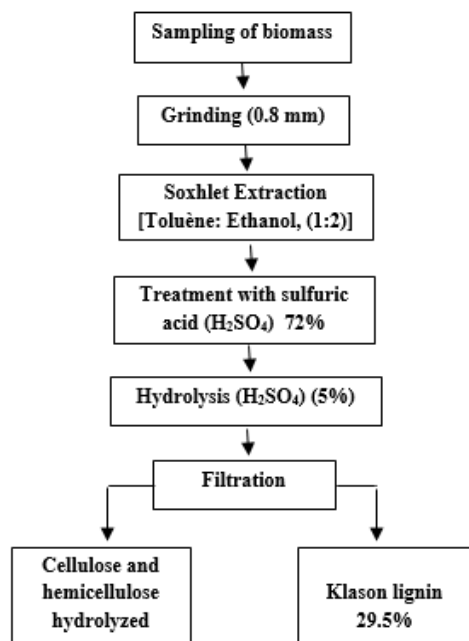 Sampling of biomass
Grinding (0.8 mm)
Soxhlet Extraction
[Toluène: Ethanol, (1:2)]
Treatment with sulfuric
acid (H₂SO₄) 72%
Hydrolysis (H₂SO₄) (5%)
Filtration
Cellulose and
hemicellulose
hydrolyzed
Klason lignin
29.5%